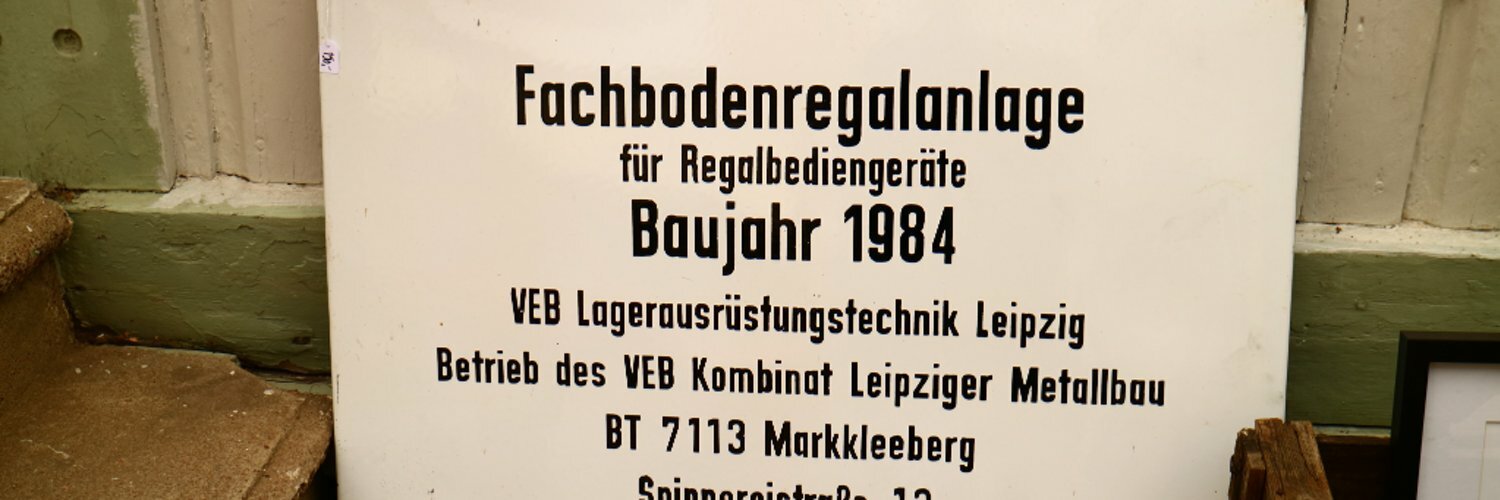 Fachbodenregalanlage
für Regalbediengeräte
Baujahr 1984
VEB Lagerausrüstungstechnik Leipzig
Betrieb des VEB Kombinat Leipziger Metallbau
BT 7113 Markkleeberg